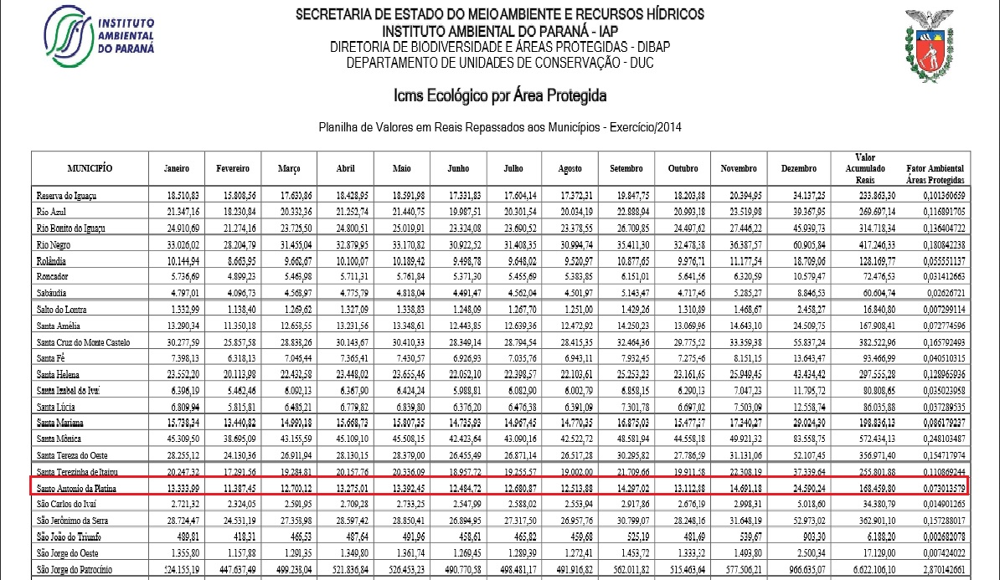 INSTITUTO
AMBIENTAL
DO PARANÁ
SECRETARIA DE ESTADO DO MEIO AMBIENTE E RECURSOS HÍDRICOS
INSTITUTO AMBIENTAL DO PARANÁ - IAP
DIRETORIA DE BIODIVERSIDADE E ÁREAS PROTEGIDAS - DIBAP
DEPARTAMENTO DE UNIDADES DE CONSERVAÇÃO - DUC
Icms Ecológico por Área Protegida
Planilha de Valores em Reais Repassados aos Municípios - Exercício/2014
MUNICIPÍO Janeiro Fevereiro Março Abril Maio Junho Julho Agosto Setembro Outubro Novembro Dezembro Valor Acumulado Reais Fator Ambiental Áreas Protegidas
Reserva do Iguaçu 18.510,83 15.808,56 17.630,86 18.428,95 18.591,98 17.331,83 17.604,14 17.372,31 19.847,75 18.203,88 20.394,95 34.137,25 233.863,30 0,101360659
Rio Azul 21.347,16 18.230,84 20.332,36 21.252,74 21.440,75 19.987,51 20.301,54 20.034,19 22.888,94 20.993,18 23.519,98 39.367,95 269.697,14 0,116891705
Rio Bonito do Iguaçu 24.910,69 21.274,16 23.726,50 24.800,51 25.019,91 23.324,08 23.690,52 23.378,55 26.709,85 24.497,62 27.446,22 45.939,73 314.718,34 0,136404722
Rio Negro 33.026,02 28.204,79 31.455,04 32.879,95 33.170,82 30.922,52 31.408,35 30.994,74 35.411,30 32.478,38 36.387,57 60.905,84 417.246,33 0,180842238
Rolândia 10.144,94 8.663,95 9.662,67 10.100,07 10.189,42 9.498,78 9.648,02 9.520,97 10.877,65 9.976,71 11.177,54 18.709,06 128.169,77 0,055551137
Roncador 5.736,69 4.899,23 5.463,98 5.711,31 5.761,84 5.371,30 5.455,69 5.383,85 6.151,01 5.641,56 6.320,59 10.579,47 72.476,53 0,031412663
Sabáudia 4.797,01 4.096,73 4.568,97 4.775,79 4.818,04 4.491,47 4.562,04 4.501,97 5.143,47 4.717,46 5.285,27 8.846,53 60.604,74 0,02626721
Salto do Lontra 1.332,99 1.138,40 1.269,62 1.327,09 1.338,83 1.248,09 1.267,70 1.251,00 1.429,26 1.310,89 1.468,67 2.458,27 16.840,80 0,007299114
Santa Amélia 13.290,34 11.350,18 12.658,55 13.231,56 13.348,61 12.443,85 12.639,36 12.472,92 14.250,23 13.069,96 14.643,10 24.509,75 167.908,41 0,072774596
Santa Cruz do Monte Castelo 30.277,59 25.857,58 28.838,26 30.143,67 30.410,33 28.349,14 28.794,54 28.415,35 32.464,36 29.775,52 33.359,38 55.837,24 382.522,96 0,165792493
Santa Fé 7.398,13 6.318,13 7.046,44 7.365,41 7.430,57 6.926,93 7.035,76 6.943,11 7.932,45 7.275,46 8.151,15 13.643,47 93.466,99 0,040510315
Santa Helena 23.552,20 20.113,98 22.432,58 23.448,02 23.655,46 22.052,10 22.398,57 22.103,61 25.253,23 23.161,65 25.949,45 43.434,42 297.555,28 0,128965936
Santa Izabel do Ivaí 6.396,19 5.462,46 6.092,13 6.367,90 6.424,24 5.988,81 6.082,90 6.002,79 6.858,15 6.290,13 7.047,23 11.795,72 80.808,65 0,035023958
Santa Lúcia 6.809,94 5.815,81 6.486,21 6.779,82 6.839,80 6.376,20 6.476,38 6.391,09 7.301,78 6.697,02 7.503,09 12.558,74 86.035,88 0,037289535
Santa Mariana 15.738,34 13.440,82 14.990,18 15.668,73 15.807,35 14.735,93 14.967,45 14.770,35 16.875,03 15.477,37 17.340,27 29.024,30 198.836,13 0,086179237
Santa Mônica 45.309,50 38.695,09 43.155,59 45.109,10 45.508,15 42.423,64 43.090,16 42.522,72 48.581,94 44.558,18 49.921,32 83.558,75 572.434,13 0,248103487
Santa Tereza do Oeste 28.255,12 24.130,36 26.911,94 28.130,15 28.379,00 26.455,49 26.871,14 26.517,28 30.295,82 27.786,59 31.131,06 52.107,45 356.971,40 0,154717974
Santa Terezinha de Itaipu 20.247,32 17.291,56 19.284,81 20.157,76 20.336,09 18.957,72 19.255,57 19.002,00 21.709,66 19.911,58 22.308,19 37.339,64 255.801,88 0,110869244
Santo Antonio da Platina 13.333,99 11.387,45 12.700,12 13.275,01 13.392,45 12.484,72 12.680,87 12.513,88 14.297,02 13.112,88 14.691,18 24.590,24 168.459,80 0,073013579
São Carlos do Ivaí 2.721,32 2.324,05 2.591,95 2.709,28 2.733,25 2.547,99 2.588,02 2.553,94 2.917,86 2.676,19 2.998,31 5.018,60 34.380,79 0,014901265
São Jerônimo da Serra 28.724,47 24.531,19 27.358,98 28.597,42 28.850,41 26.894,95 27.317,50 26.957,76 30.799,07 28.248,16 31.648,19 52.973,02 362.901,10 0,157288017
São João do Triunfo 489,81 418,31 466,53 487,64 491,96 458,61 465,82 459,68 525,19 481,69 539,67 903,30 6.188,20 0,002682078
São Jorge do Oeste 1.355,80 1.157,88 1.291,35 1.349,80 1.361,74 1.269,45 1.289,39 1.272,41 1.453,72 1.333,32 1.493,80 2.500,34 17.129,00 0,007424022
São Jorge do Patrocínio 524.155,19 447.637,49 499.238,04 521.836,84 526.453,23 490.770,58 498.481,17 491.916,82 562.011,82 515.463,64 577.506,21 966.635,07 6.622.106,10 2,870142661